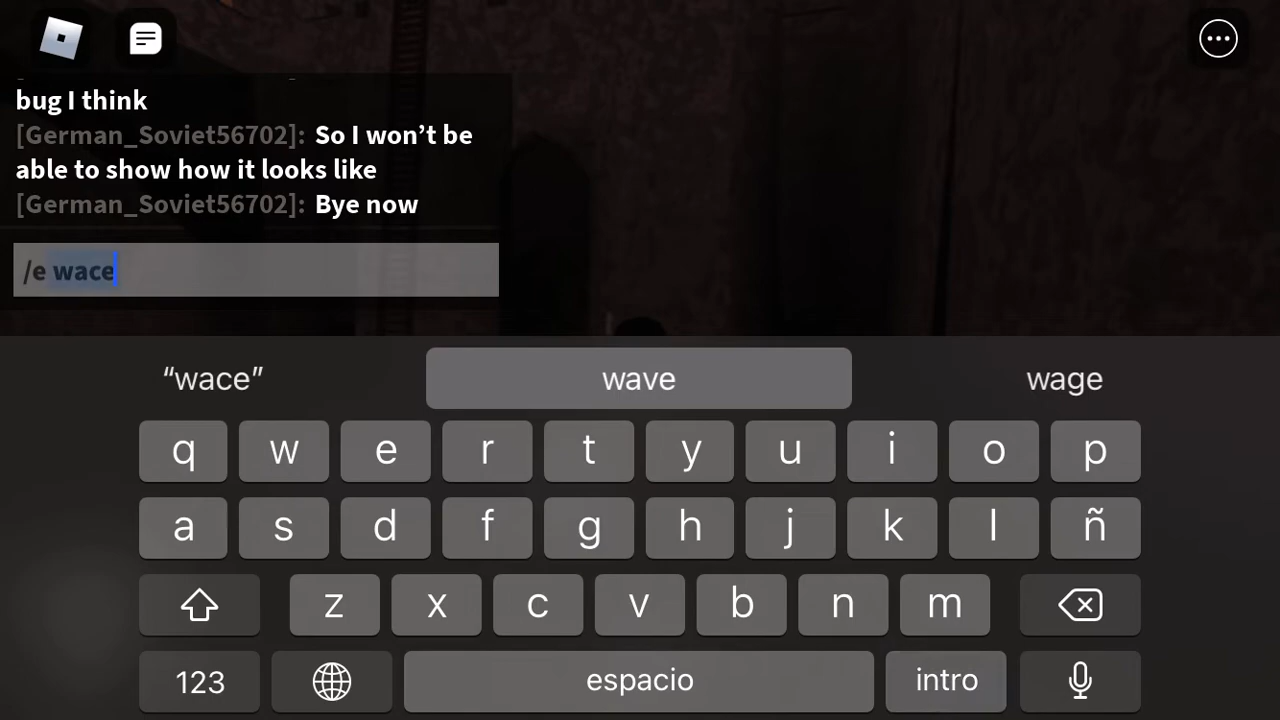 bug I think
[German_Soviet56702]: So I won’t be
able to show how it looks like
[German_Soviet56702]: Bye now
/e wace
“wace” wave wage
q w e r t y u i o p
a s d f g h j k l ñ
z x c v b n m
123 espacio intro